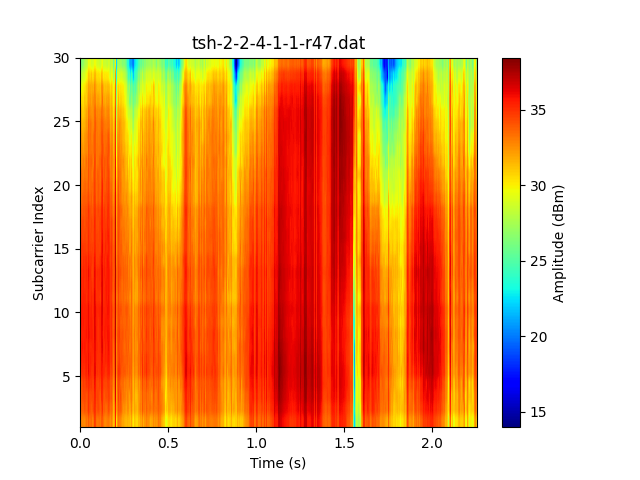 tsh-2-2-4-1-1-r47.dat
30
25
20
15
10
5
Subcarrier Index
0.0 0.5 1.0 1.5 2.0
Time (s)
35
30
25
20
15
Amplitude (dBm)